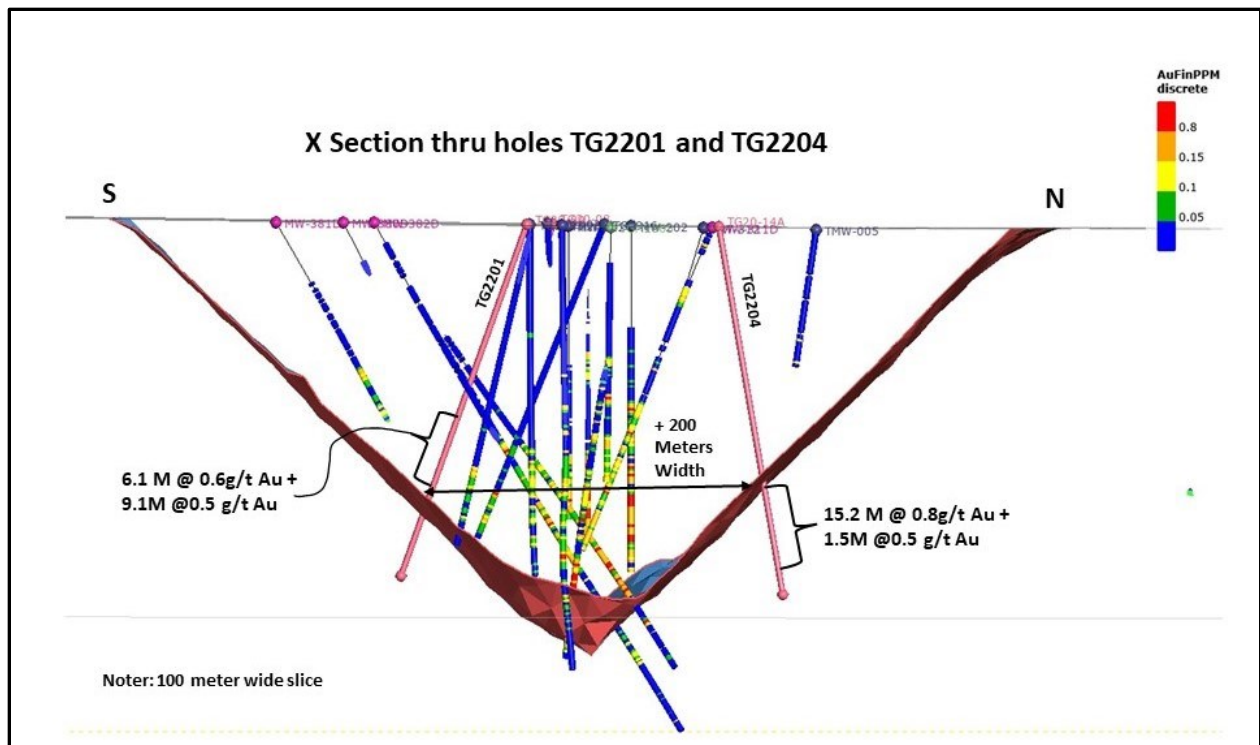 AuFinPPM
discrete
0.8
0.15
0.1
0.05
X Section thru holes TG2201 and TG2204
S
N
TG20-14A
TMW-005
TG2201
TG2204
+ 200
Meters
Width
6.1 M @ 0.6g/t Au +
9.1M @0.5 g/t Au
15.2 M @ 0.8g/t Au +
1.5M @0.5 g/t Au
Noter: 100 meter wide slice